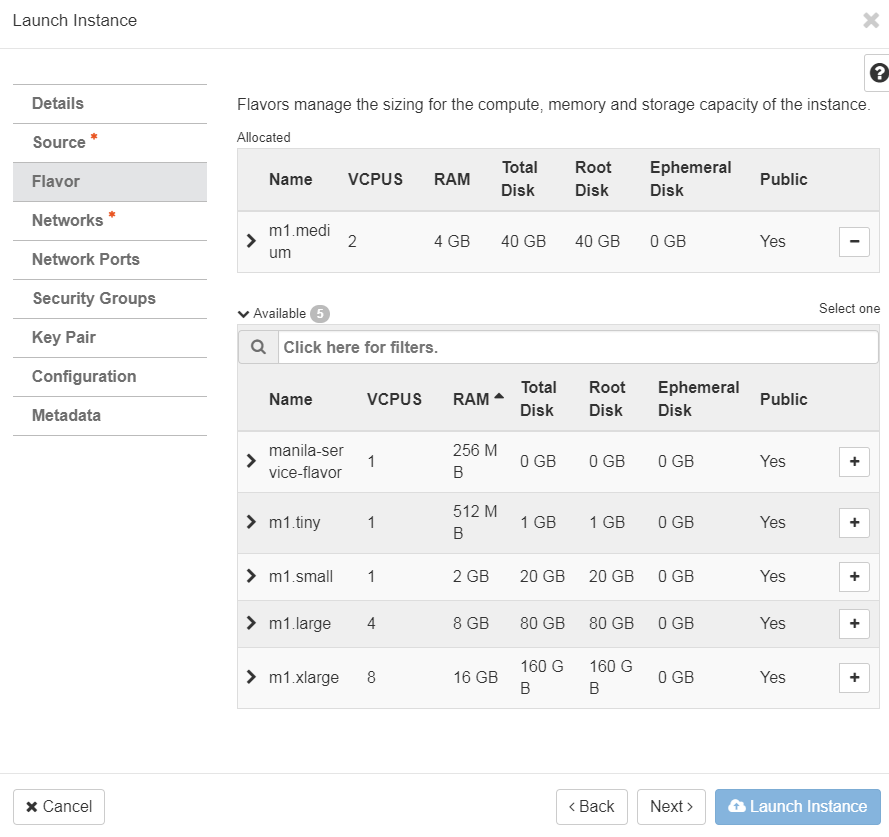 Launch Instance
Details
Source *
Flavor
Networks *
Network Ports
Security Groups
Key Pair
Configuration
Metadata
Flavors manage the sizing for the compute, memory and storage capacity of the instance.
Allocated
Name VCPUS RAM Total Disk Root Disk Ephemeral Disk Public
m1.medium 2 4 GB 40 GB 40 GB 0 GB Yes
Available 5 Select one
Click here for filters.
Name VCPUS RAM Total Disk Root Disk Ephemeral Disk Public
manila-service-flavor 1 256 MB 0 GB 0 GB 0 GB Yes
m1.tiny 1 512 MB 1 GB 1 GB 0 GB Yes
m1.small 1 2 GB 20 GB 20 GB 0 GB Yes
m1.large 4 8 GB 80 GB 80 GB 0 GB Yes
m1.xlarge 8 16 GB 160 GB 160 GB 0 GB Yes
Cancel
Back
Next
Launch Instance